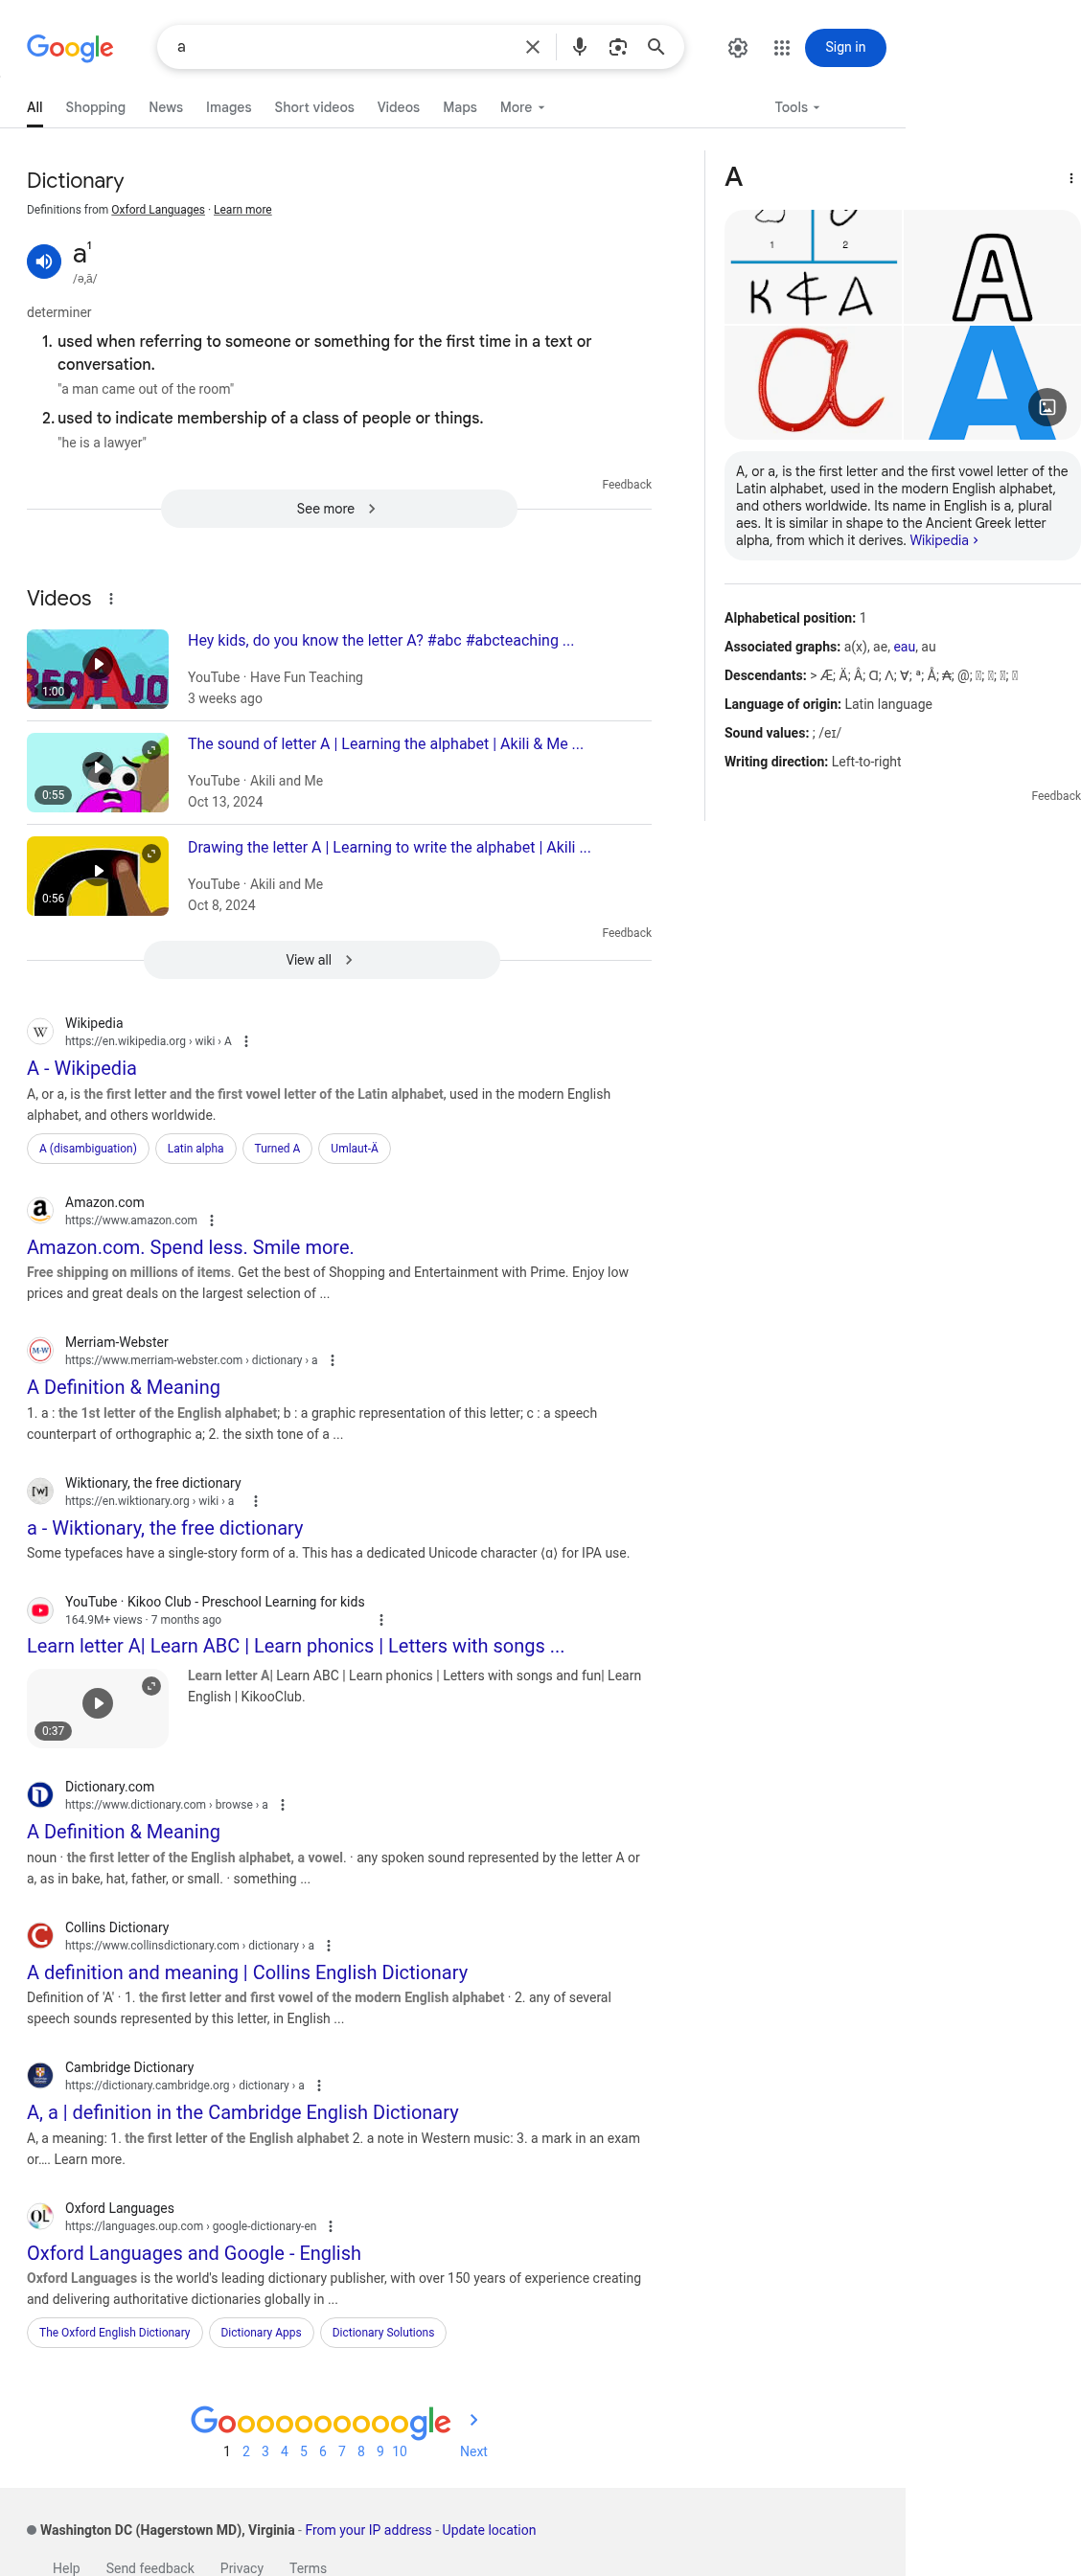 Google
a
Sign in
All Shopping News Images Short videos Videos Maps More Tools
Dictionary
Definitions from Oxford Languages · Learn more
a¹
/ə,ā/
determiner
1. used when referring to someone or something for the first time in a text or
conversation.
"a man came out of the room"
2. used to indicate membership of a class of people or things.
"he is a lawyer"
Feedback
See more
Videos
1:00
Hey kids, do you know the letter A? #abc #abcteaching ...
YouTube · Have Fun Teaching
3 weeks ago
0:55
The sound of letter A | Learning the alphabet | Akili & Me ...
YouTube · Akili and Me
Oct 13, 2024
0:56
Drawing the letter A | Learning to write the alphabet | Akili ...
YouTube · Akili and Me
Oct 8, 2024
Feedback
View all
Wikipedia
https://en.wikipedia.org › wiki › A
A - Wikipedia
A, or a, is the first letter and the first vowel letter of the Latin alphabet, used in the modern English
alphabet, and others worldwide.
A (disambiguation) Latin alpha Turned A Umlaut-Ä
Amazon.com
https://www.amazon.com
Amazon.com. Spend less. Smile more.
Free shipping on millions of items. Get the best of Shopping and Entertainment with Prime. Enjoy low
prices and great deals on the largest selection of ...
Merriam-Webster
https://www.merriam-webster.com › dictionary › a
A Definition & Meaning
1. a : the 1st letter of the English alphabet; b : a graphic representation of this letter; c : a speech
counterpart of orthographic a; 2. the sixth tone of a ...
Wiktionary, the free dictionary
https://en.wiktionary.org › wiki › a
a - Wiktionary, the free dictionary
Some typefaces have a single-story form of a. This has a dedicated Unicode character ⟨ɑ⟩ for IPA use.
YouTube · Kikoo Club - Preschool Learning for kids
164.9M+ views · 7 months ago
Learn letter A| Learn ABC | Learn phonics | Letters with songs ...
0:37
Learn letter A| Learn ABC | Learn phonics | Letters with songs and fun| Learn
English | KikooClub.
Dictionary.com
https://www.dictionary.com › browse › a
A Definition & Meaning
noun · the first letter of the English alphabet, a vowel. · any spoken sound represented by the letter A or
a, as in bake, hat, father, or small. · something ...
Collins Dictionary
https://www.collinsdictionary.com › dictionary › a
A definition and meaning | Collins English Dictionary
Definition of 'A' · 1. the first letter and first vowel of the modern English alphabet · 2. any of several
speech sounds represented by this letter, in English ...
Cambridge Dictionary
https://dictionary.cambridge.org › dictionary › a
A, a | definition in the Cambridge English Dictionary
A, a meaning: 1. the first letter of the English alphabet 2. a note in Western music: 3. a mark in an exam
or.... Learn more.
Oxford Languages
https://languages.oup.com › google-dictionary-en
Oxford Languages and Google - English
Oxford Languages is the world's leading dictionary publisher, with over 150 years of experience creating
and delivering authoritative dictionaries globally in ...
The Oxford English Dictionary Dictionary Apps Dictionary Solutions
Goooooooooogle
1 2 3 4 5 6 7 8 9 10 Next
Washington DC (Hagerstown MD), Virginia - From your IP address - Update location
Help Send feedback Privacy Terms
A
1 2
A
a
A
A, or a, is the first letter and the first vowel letter of the
Latin alphabet, used in the modern English alphabet,
and others worldwide. Its name in English is a, plural
aes. It is similar in shape to the Ancient Greek letter
alpha, from which it derives. Wikipedia ›
Alphabetical position: 1
Associated graphs: a(x), ae, eau, au
Descendants: > Æ; Ä; Â; Ɑ; Λ; Ɐ; ª; Å; ₳; @;
Language of origin: Latin language
Sound values: ; /eɪ/
Writing direction: Left-to-right
Feedback